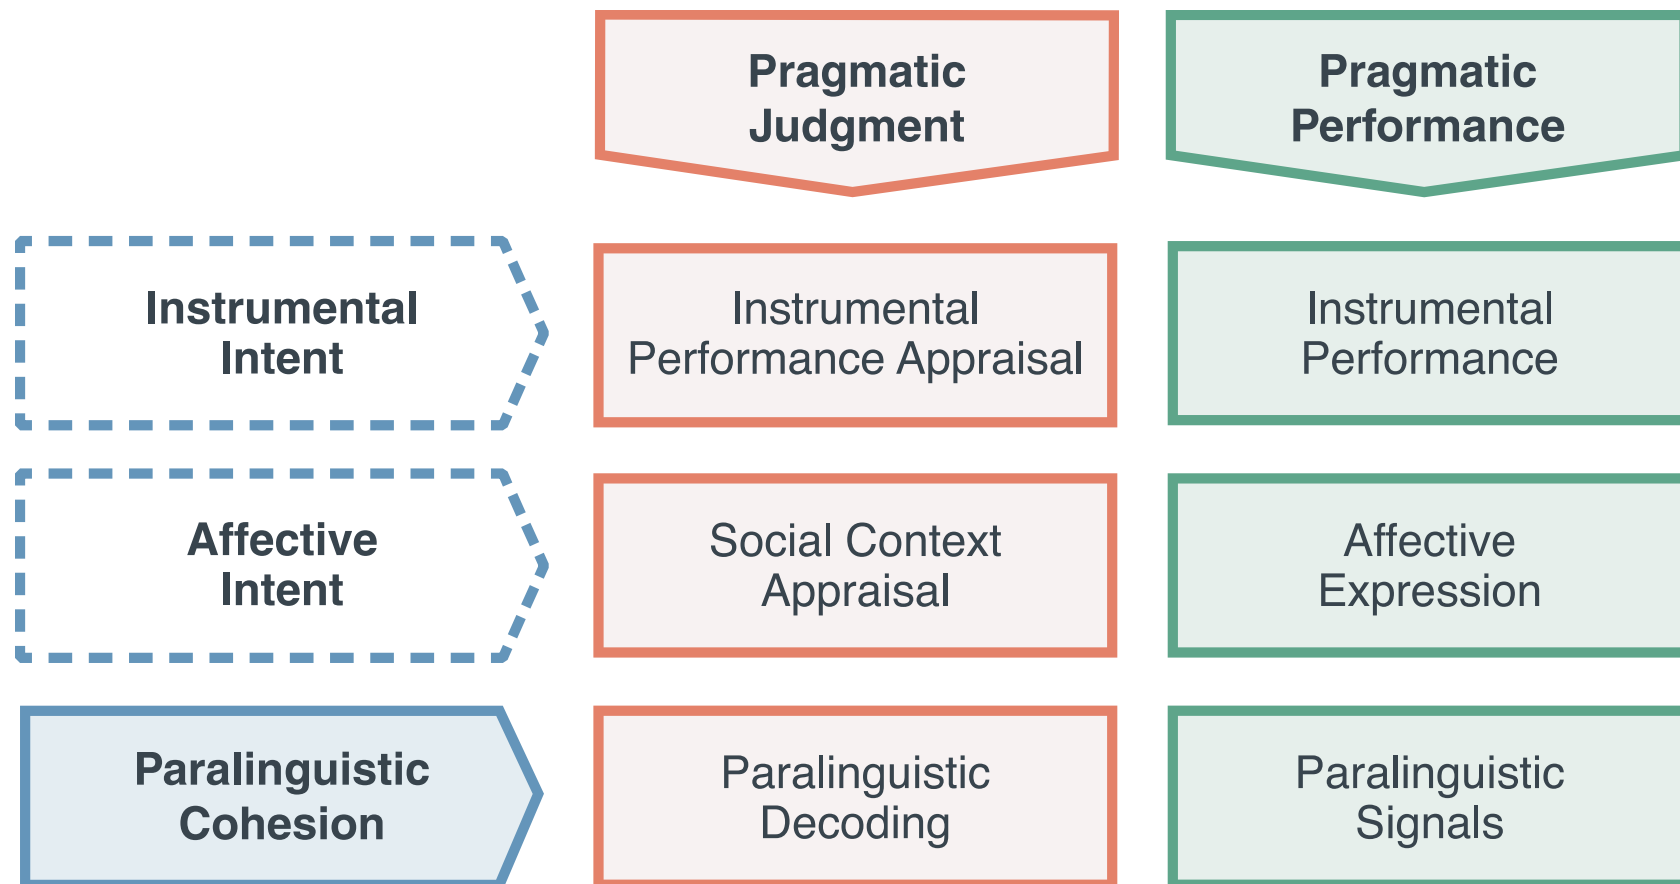 Pragmatic
Judgment
Pragmatic
Performance
Instrumental
Intent
Instrumental
Performance Appraisal
Instrumental
Performance
Affective
Intent
Social Context
Appraisal
Affective
Expression
Paralinguistic
Cohesion
Paralinguistic
Decoding
Paralinguistic
Signals